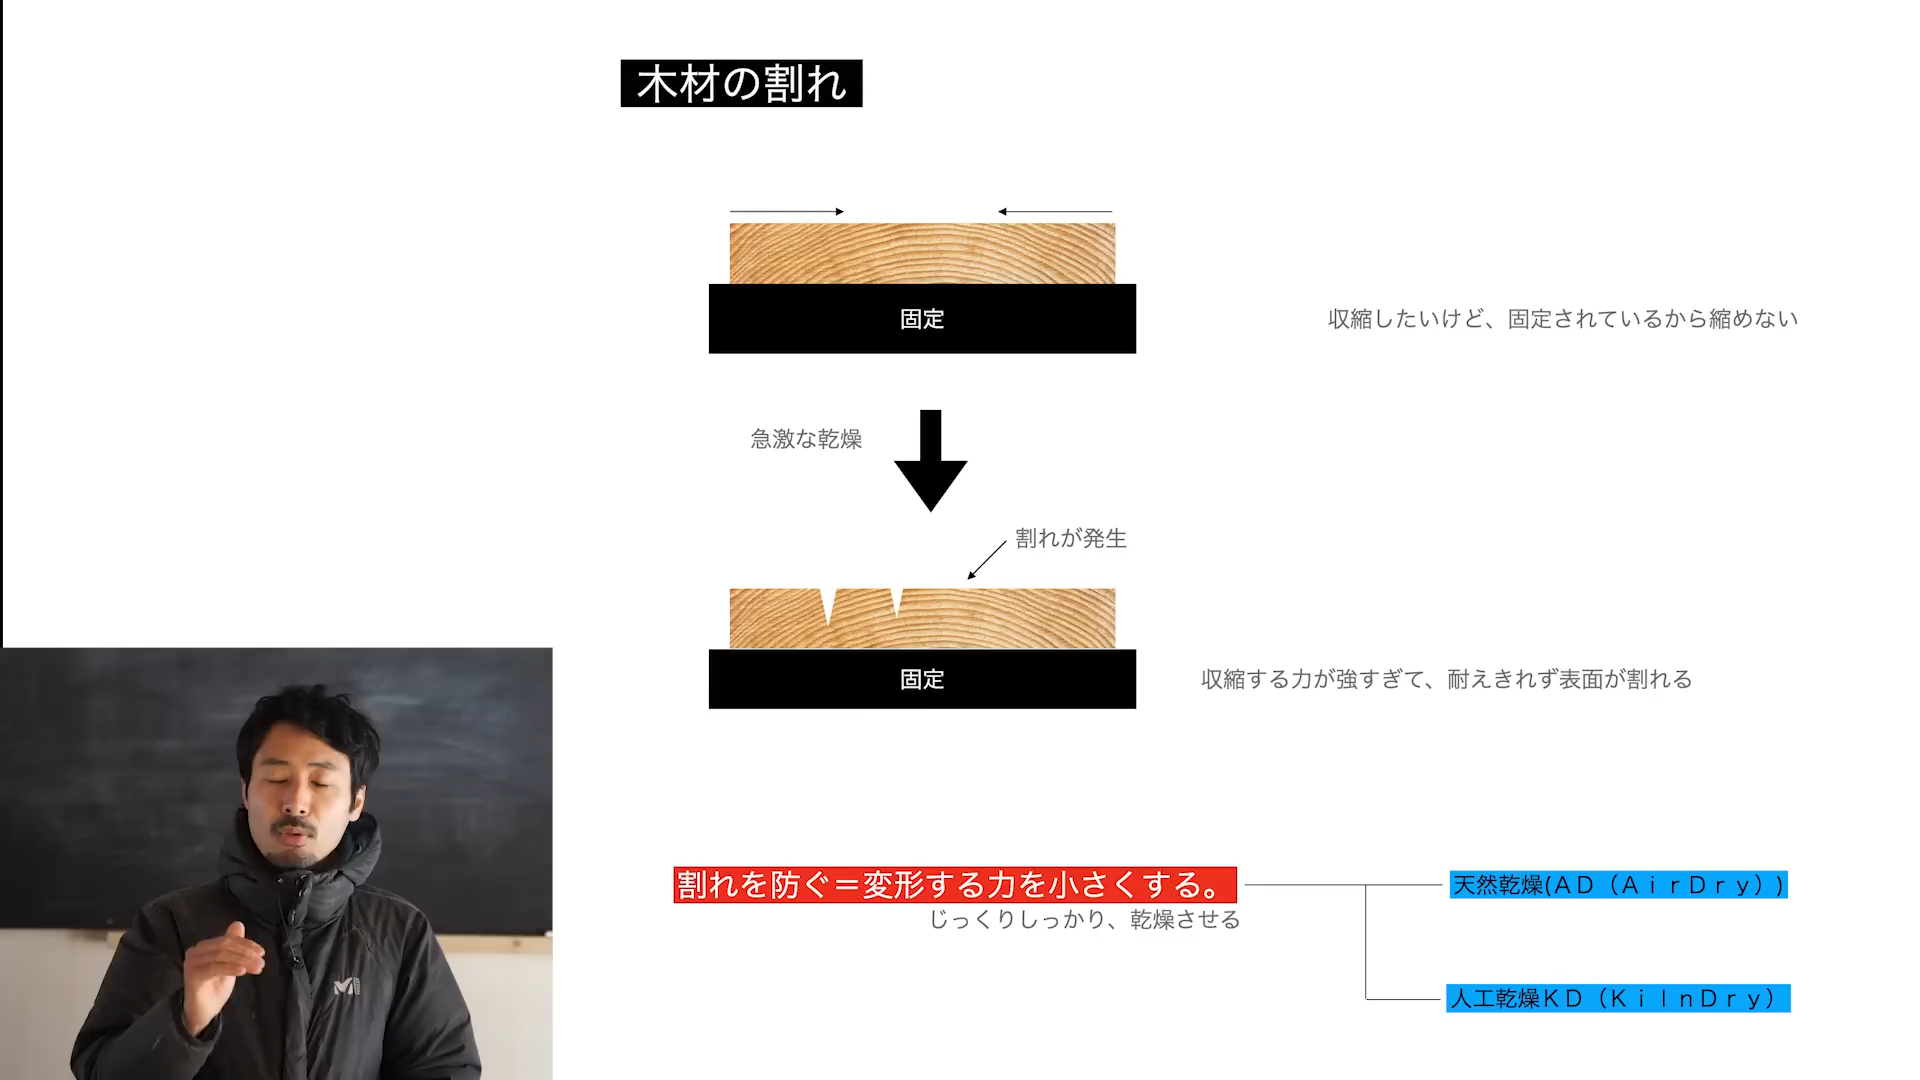 木材の割れ
固定
収縮したいけど、固定されているから縮めない
急激な乾燥
割れが発生
固定
収縮する力が強すぎて、耐えきれず表面が割れる
割れを防ぐ＝変形する力を小さくする。
じっくりしっかり、乾燥させる
天然乾燥(ＡＤ（ＡｉｒＤｒｙ）)
人工乾燥ＫＤ（ＫｉｌｎＤｒｙ）